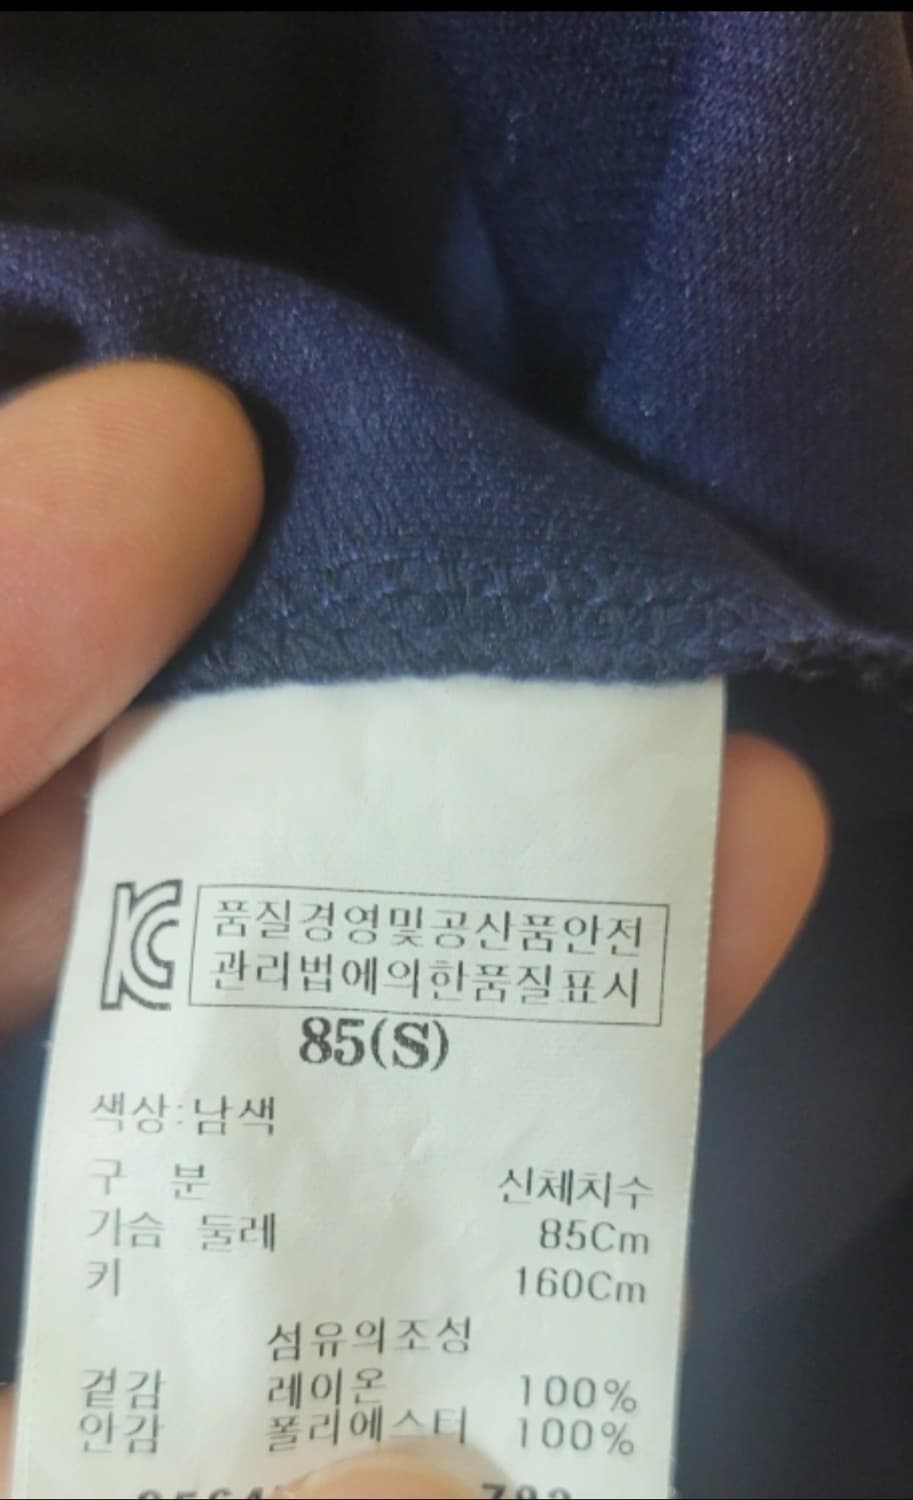 KC
품질경영및공산품안전
관리법에의한품질표시
85(S)
색상:남색
구 분 신체치수
가슴 둘레 85Cm
키 160Cm
섬유의조성
겉감 레이온 100%
안감 폴리에스터 100%